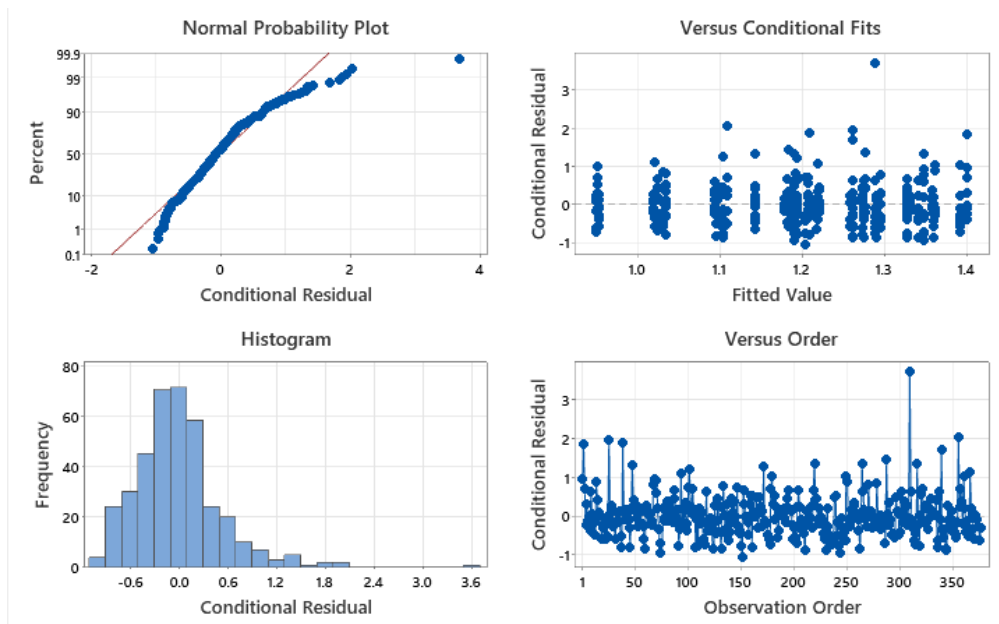 Normal Probability Plot
99.9
99
90
50
10
1
0.1
Percent
-2 0 2 4
Conditional Residual
Versus Conditional Fits
3
2
1
0
-1
Conditional Residual
1.0 1.1 1.2 1.3 1.4
Fitted Value
Histogram
80
60
40
20
0
Frequency
-0.6 0.0 0.6 1.2 1.8 2.4 3.0 3.6
Conditional Residual
Versus Order
3
2
1
0
-1
Conditional Residual
1 50 100 150 200 250 300 350
Observation Order